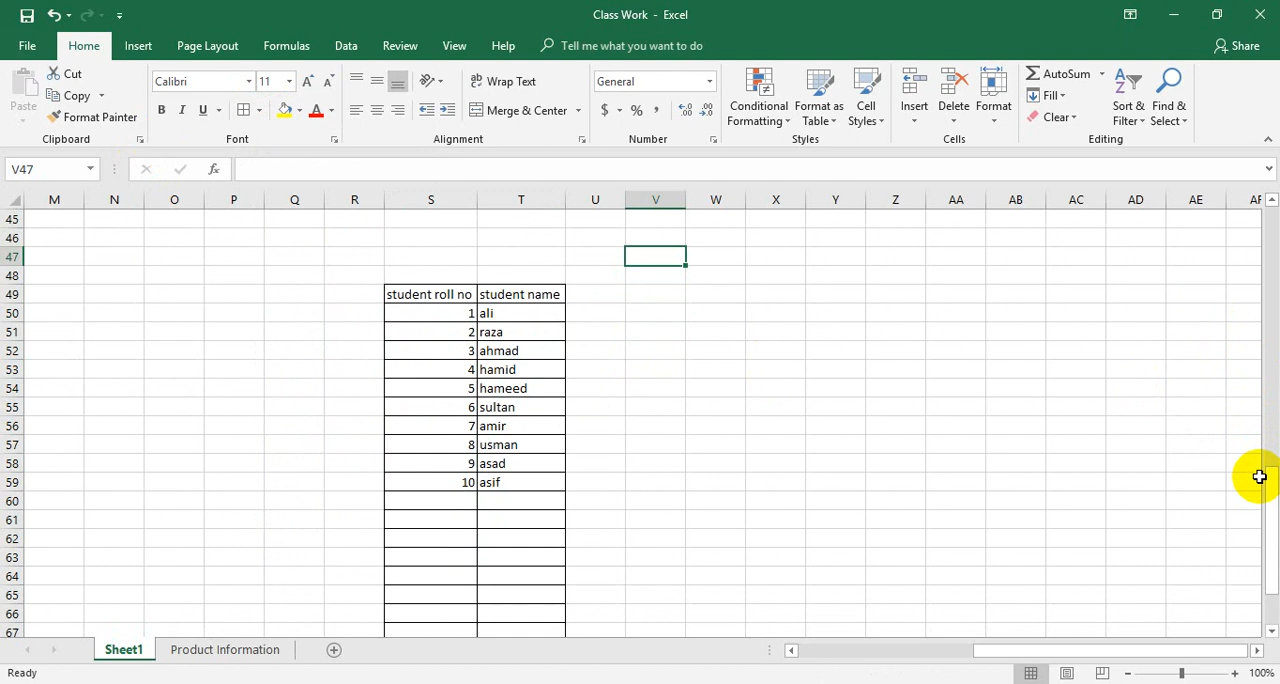 Class Work - Excel
File Home Insert Page Layout Formulas Data Review View Help Tell me what you want to do Share
Paste
Cut
Copy
Format Painter
Clipboard
Calibri 11
B I U A
Font
Wrap Text
Merge & Center
Alignment
General
$ % ,
Number
Conditional Formatting
Format as Table
Cell Styles
Styles
Insert
Delete
Format
Cells
AutoSum
Fill
Clear
Sort & Filter
Find & Select
Editing
V47 fx
M N O P Q R S T U V W X Y Z AA AB AC AD AE AF
45
46
47
48
49 student roll no student name
50 1 ali
51 2 raza
52 3 ahmad
53 4 hamid
54 5 hameed
55 6 sultan
56 7 amir
57 8 usman
58 9 asad
59 10 asif
60
61
62
63
64
65
66
67
Sheet1 Product Information
Ready 100%